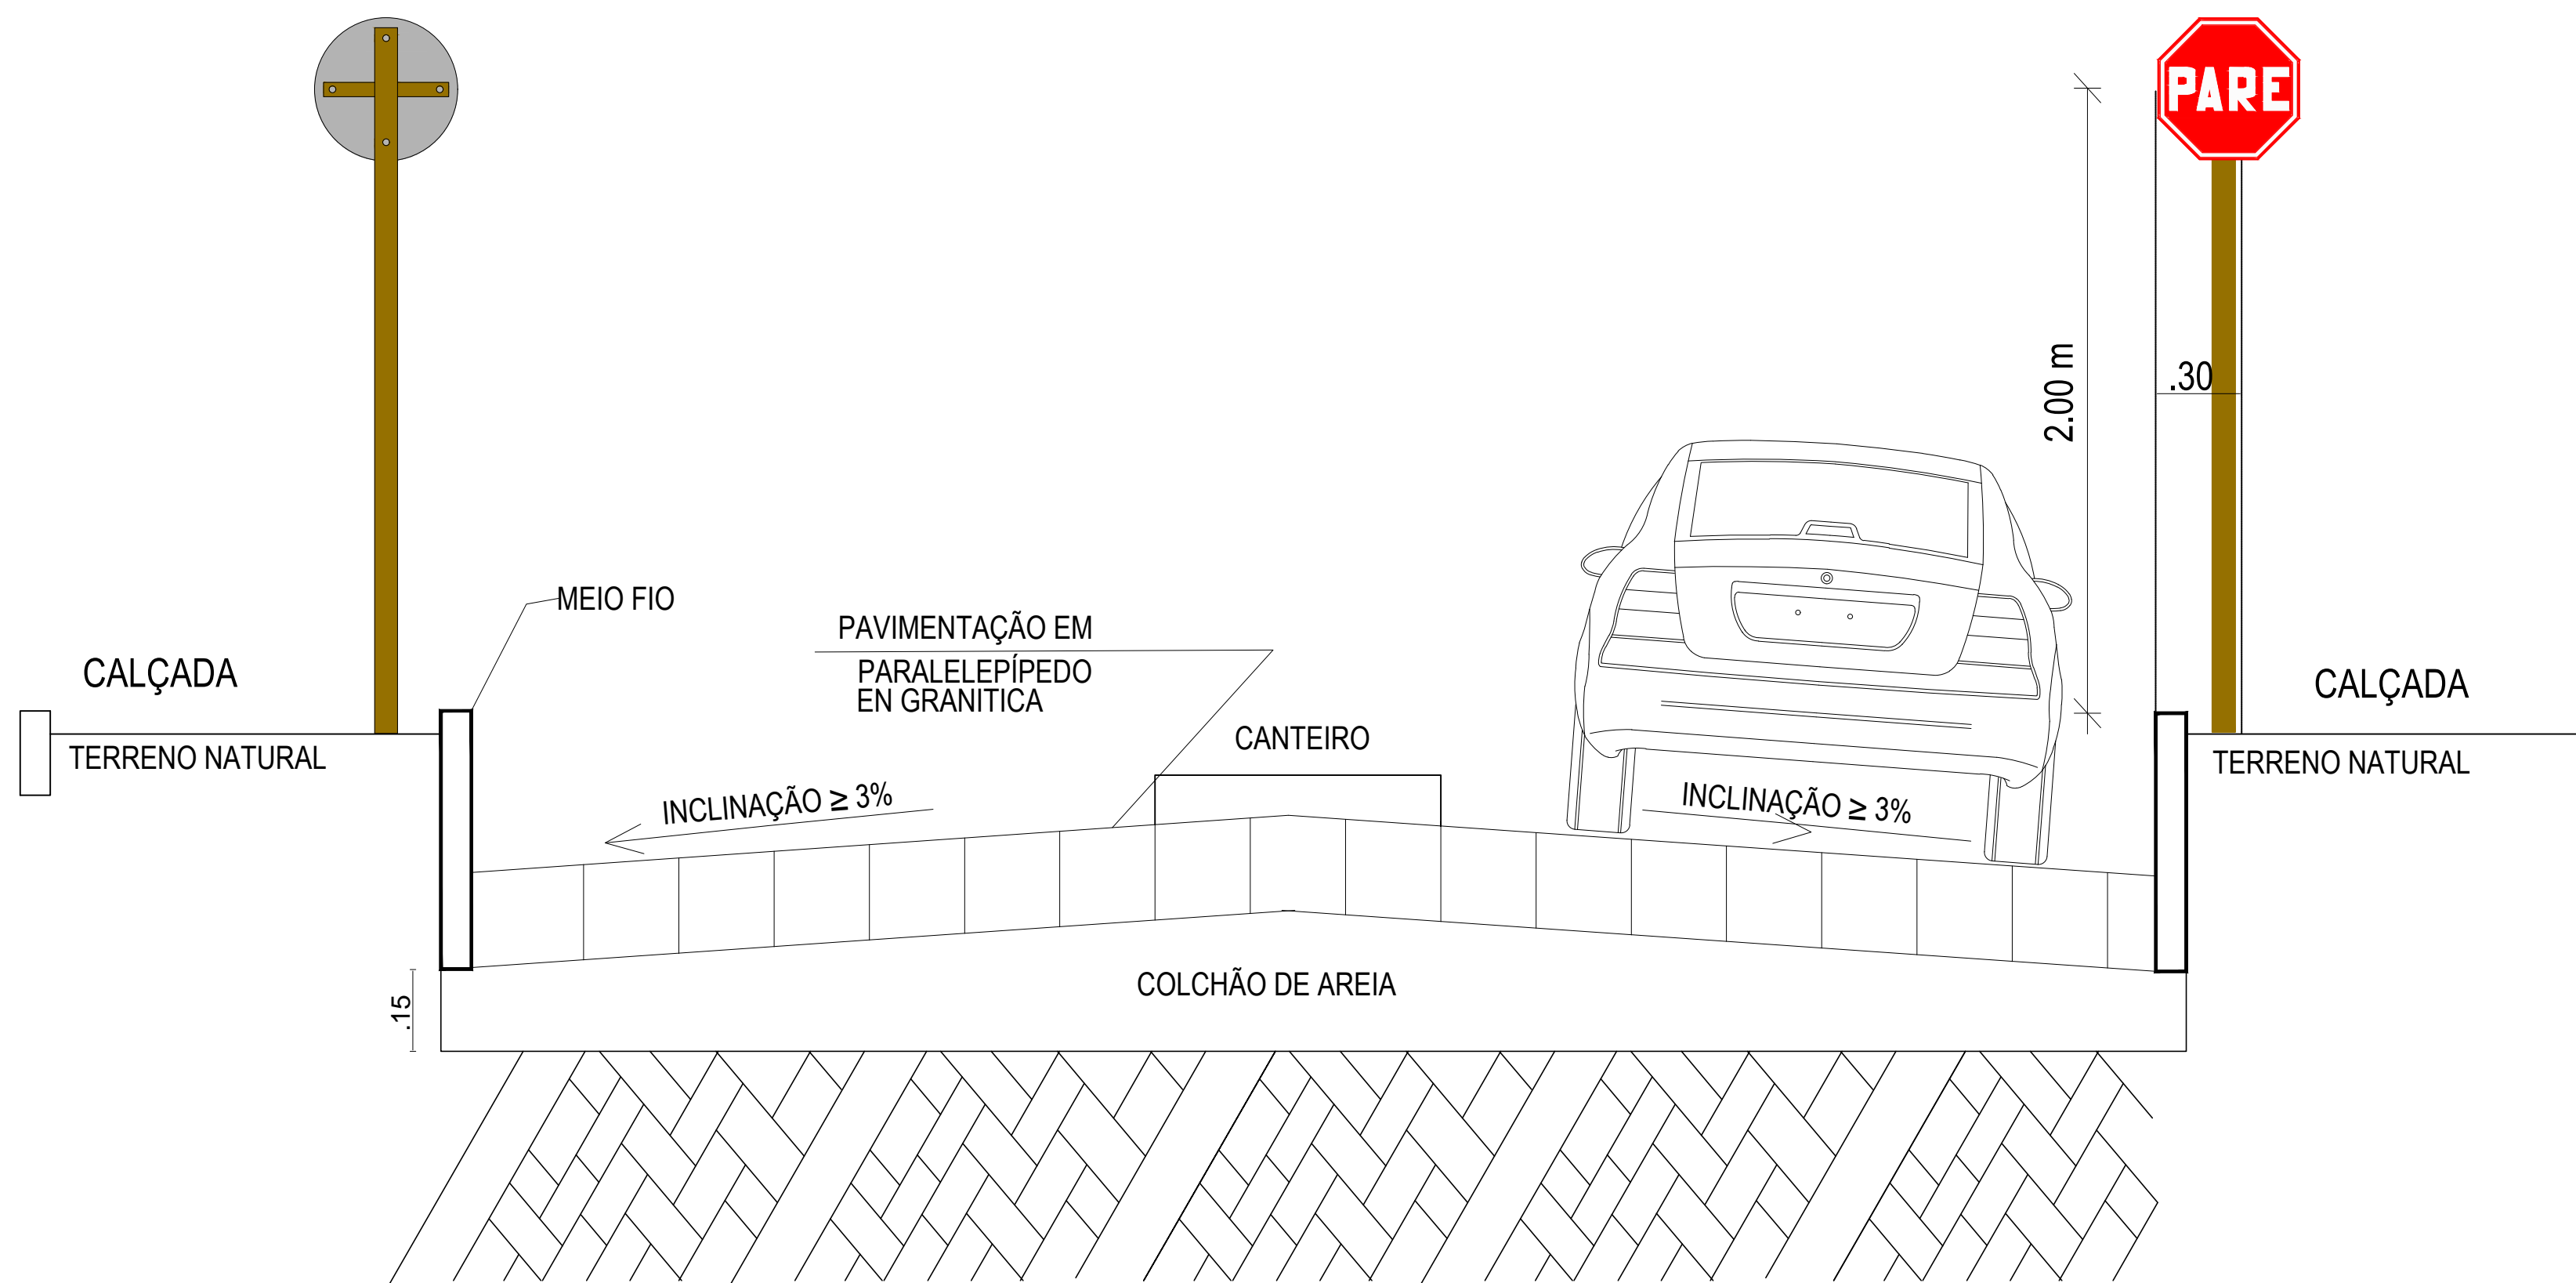 PARE
2.00 m
.30
MEIO FIO
PAVIMENTAÇÃO EM
PARALELEPÍPEDO
EN GRANITICA
CALÇADA
CALÇADA
CANTEIRO
TERRENO NATURAL
TERRENO NATURAL
INCLINAÇÃO ≥ 3%
INCLINAÇÃO ≥ 3%
COLCHÃO DE AREIA
.15